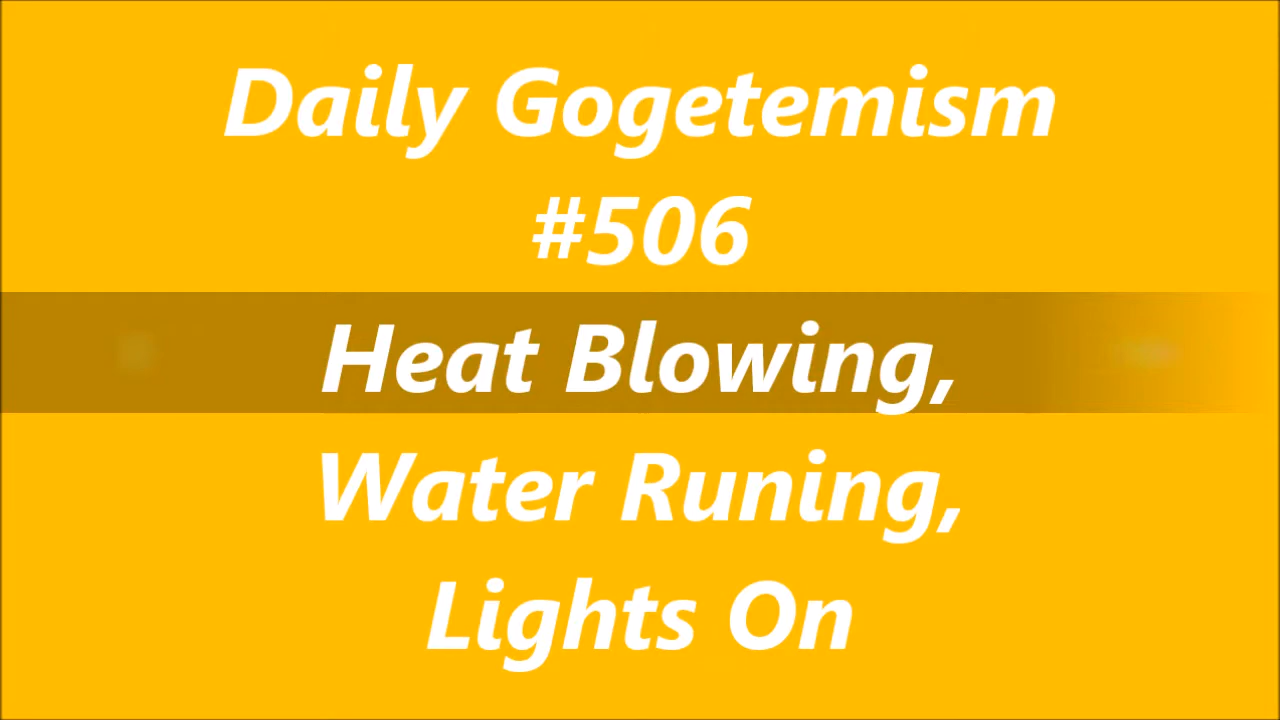 Daily Gogetemism
#506
Heat Blowing,
Water Runing,
Lights On